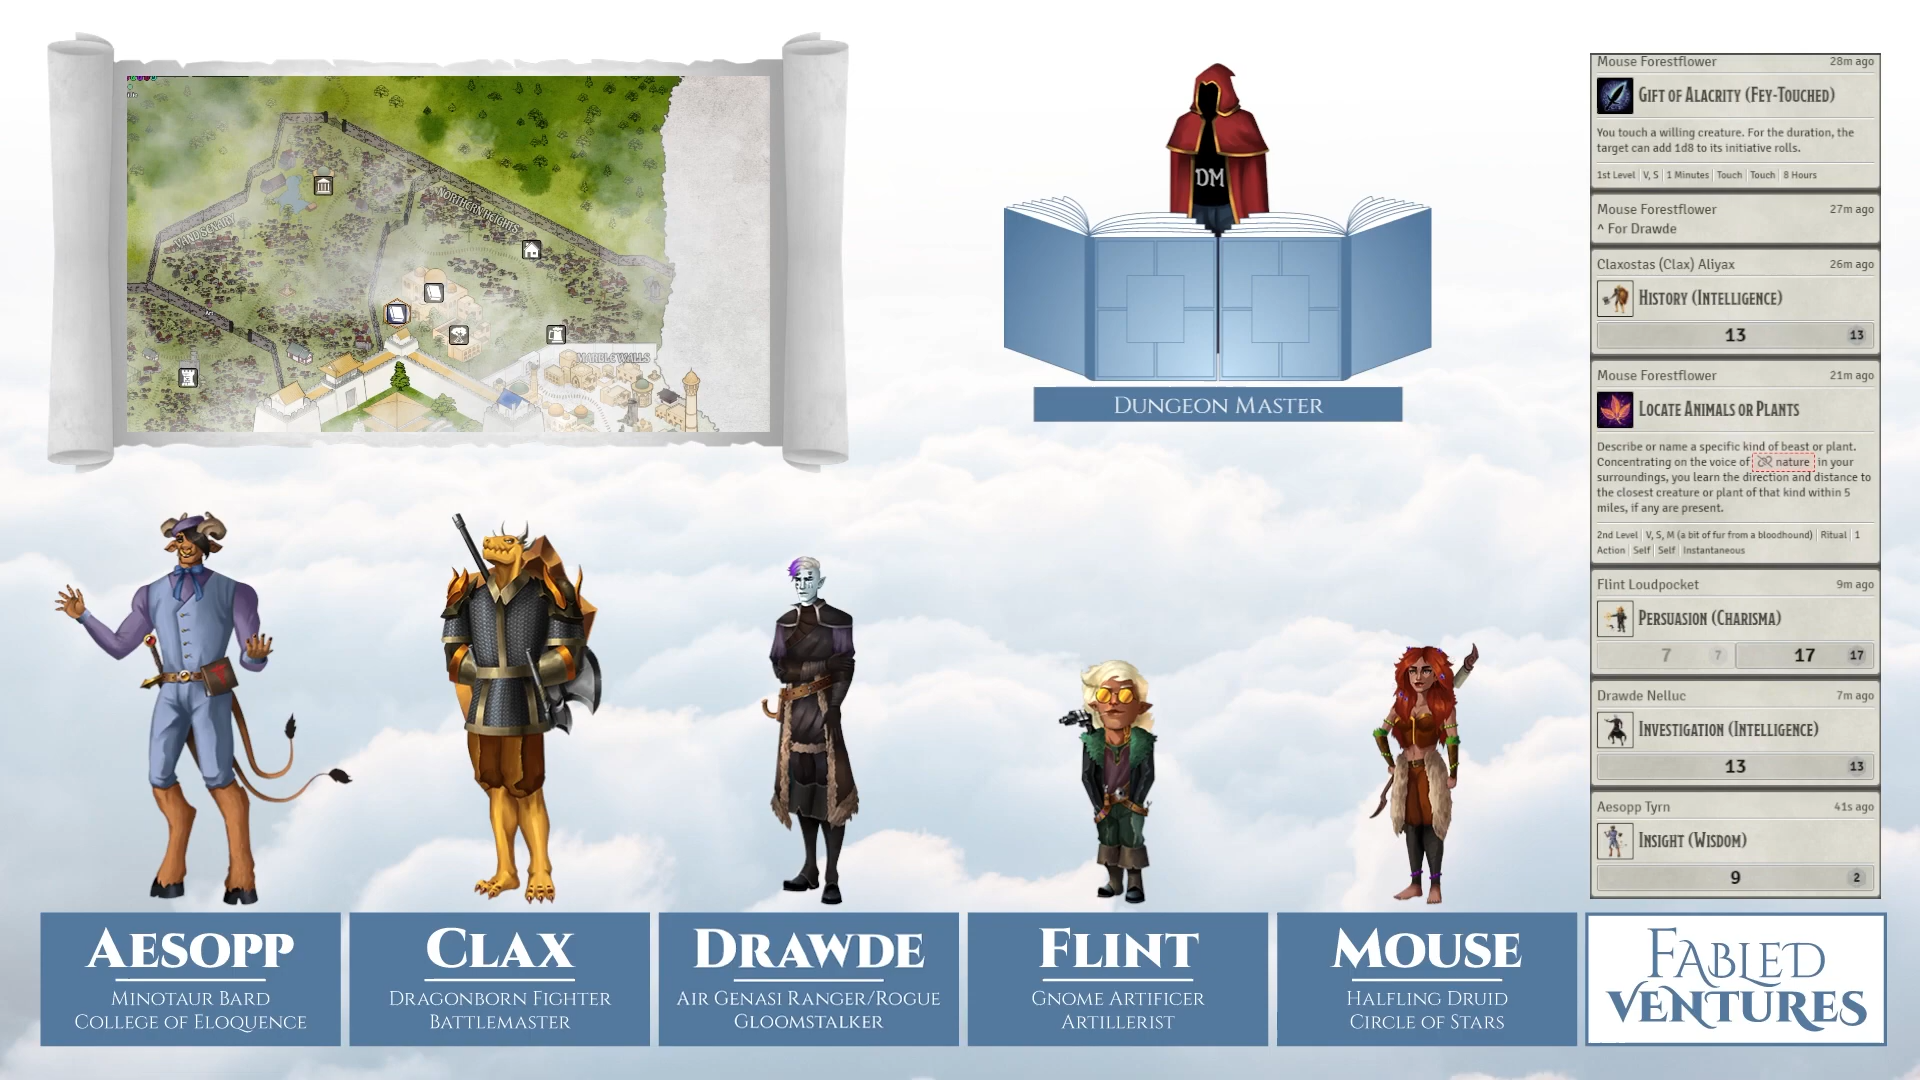 VAND SENARY
NORTHERN HEIGHTS
MARBLE WALLS
DM
DUNGEON MASTER
Mouse Forestflower 28m ago
GIFT OF ALACRITY (FEY-TOUCHED)
You touch a willing creature. For the duration, the
target can add 1d8 to its initiative rolls.
1st Level | V, S | 1 Minutes | Touch | Touch | 8 Hours
Mouse Forestflower 27m ago
^ For Drawde
Claxostas (Clax) Aliyax 26m ago
HISTORY (INTELLIGENCE)
13 13
Mouse Forestflower 21m ago
LOCATE ANIMALS OR PLANTS
Describe or name a specific kind of beast or plant.
Concentrating on the voice of nature in your
surroundings, you learn the direction and distance to
the closest creature or plant of that kind within 5
miles, if any are present.
2nd Level | V, S, M (a bit of fur from a bloodhound) | Ritual | 1
Action | Self | Self | Instantaneous
Flint Loudpocket 9m ago
PERSUASION (CHARISMA)
7 7 17 17
Drawde Nelluc 7m ago
INVESTIGATION (INTELLIGENCE)
13 13
Aesopp Tyrn 41s ago
INSIGHT (WISDOM)
9 2
AESOPP
MINOTAUR BARD
COLLEGE OF ELOQUENCE
CLAX
DRAGONBORN FIGHTER
BATTLEMASTER
DRAWDE
AIR GENASI RANGER/ROGUE
GLOOMSTALKER
FLINT
GNOME ARTIFICER
ARTILLERIST
MOUSE
HALFLING DRUID
CIRCLE OF STARS
FABLED
VENTURES